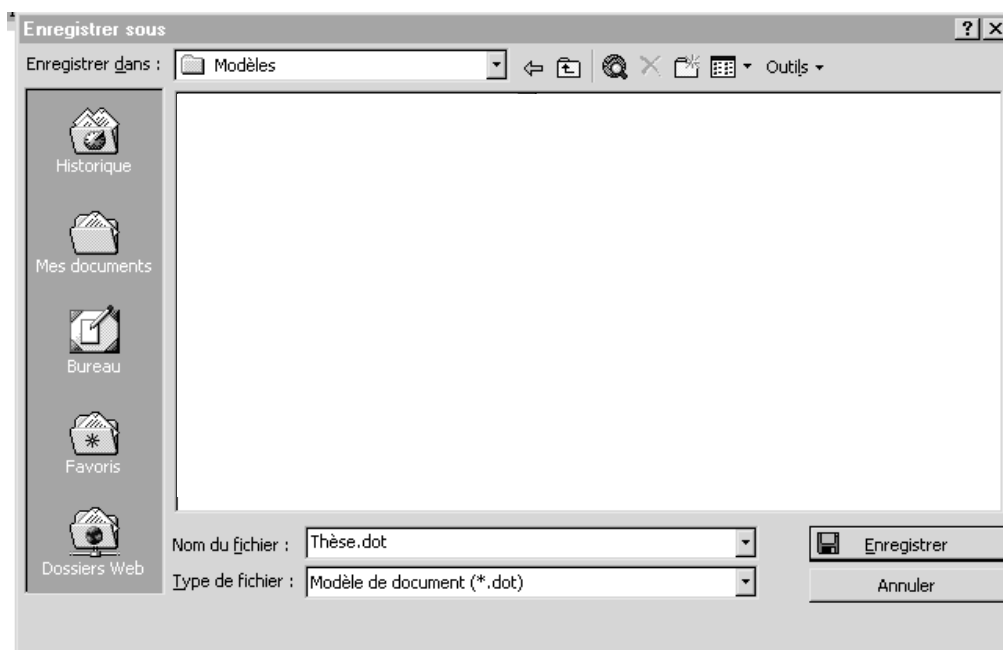 Enregistrer sous
Enregistrer dans : Modèles Outils
Historique
Mes documents
Bureau
Favoris
Dossiers Web
Nom du fichier : Thèse.dot Enregistrer
Type de fichier : Modèle de document (*.dot) Annuler